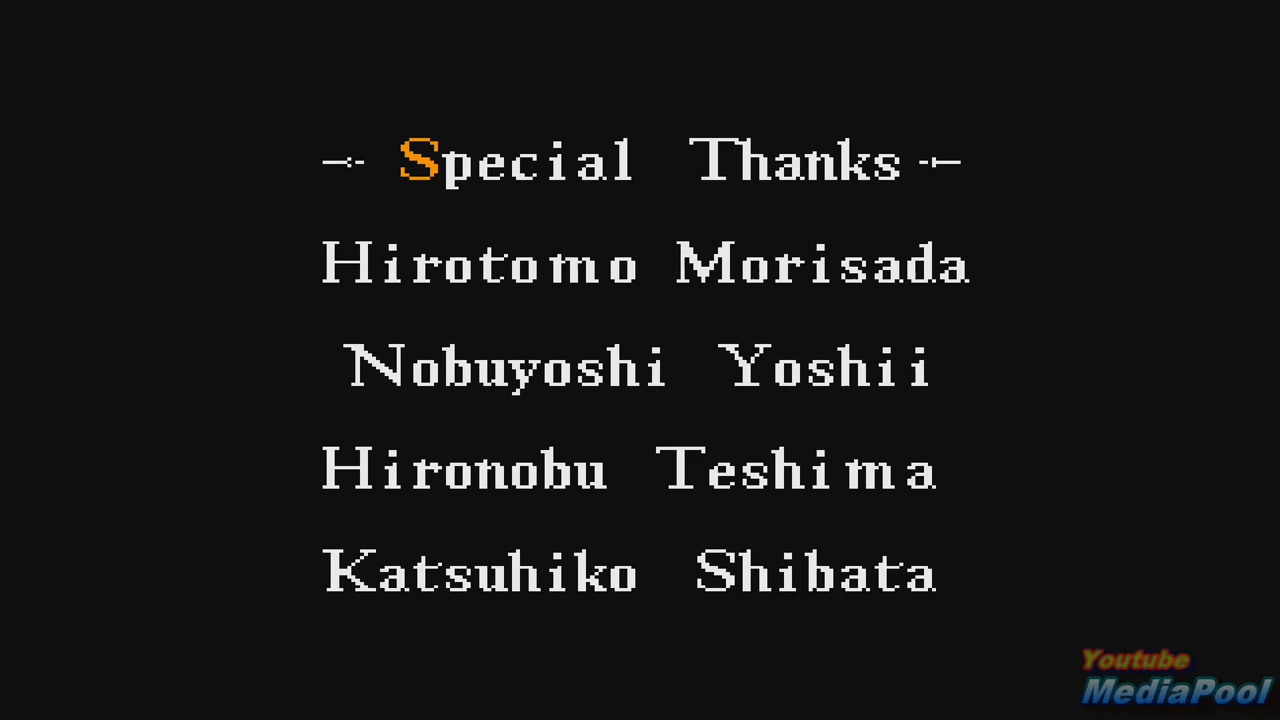 Special Thanks
Hirotomo Morisada
Nobuyoshi Yoshii
Hironobu Teshima
Katsuhiko Shibata
Youtube
MediaPool